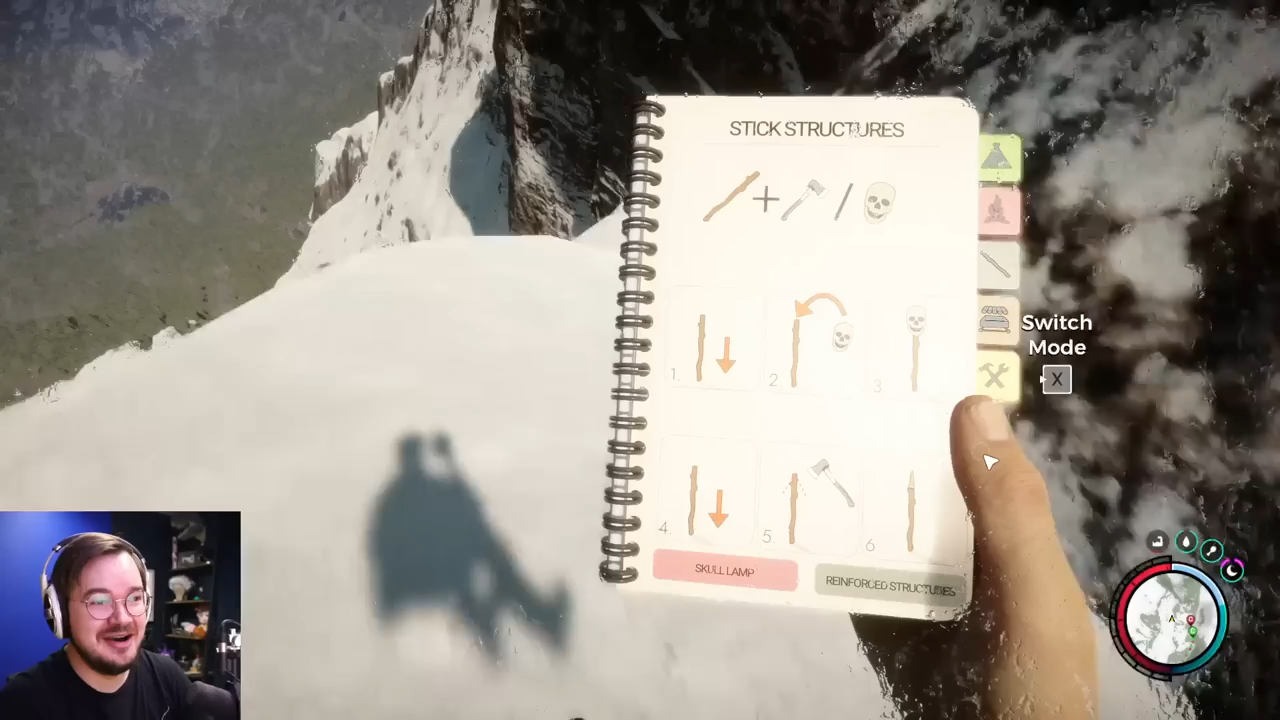 STICK STRUCTURES
1.
2
3
4
5
6
SKULL LAMP
REINFORCED STRUCTURES
Switch
Mode
X